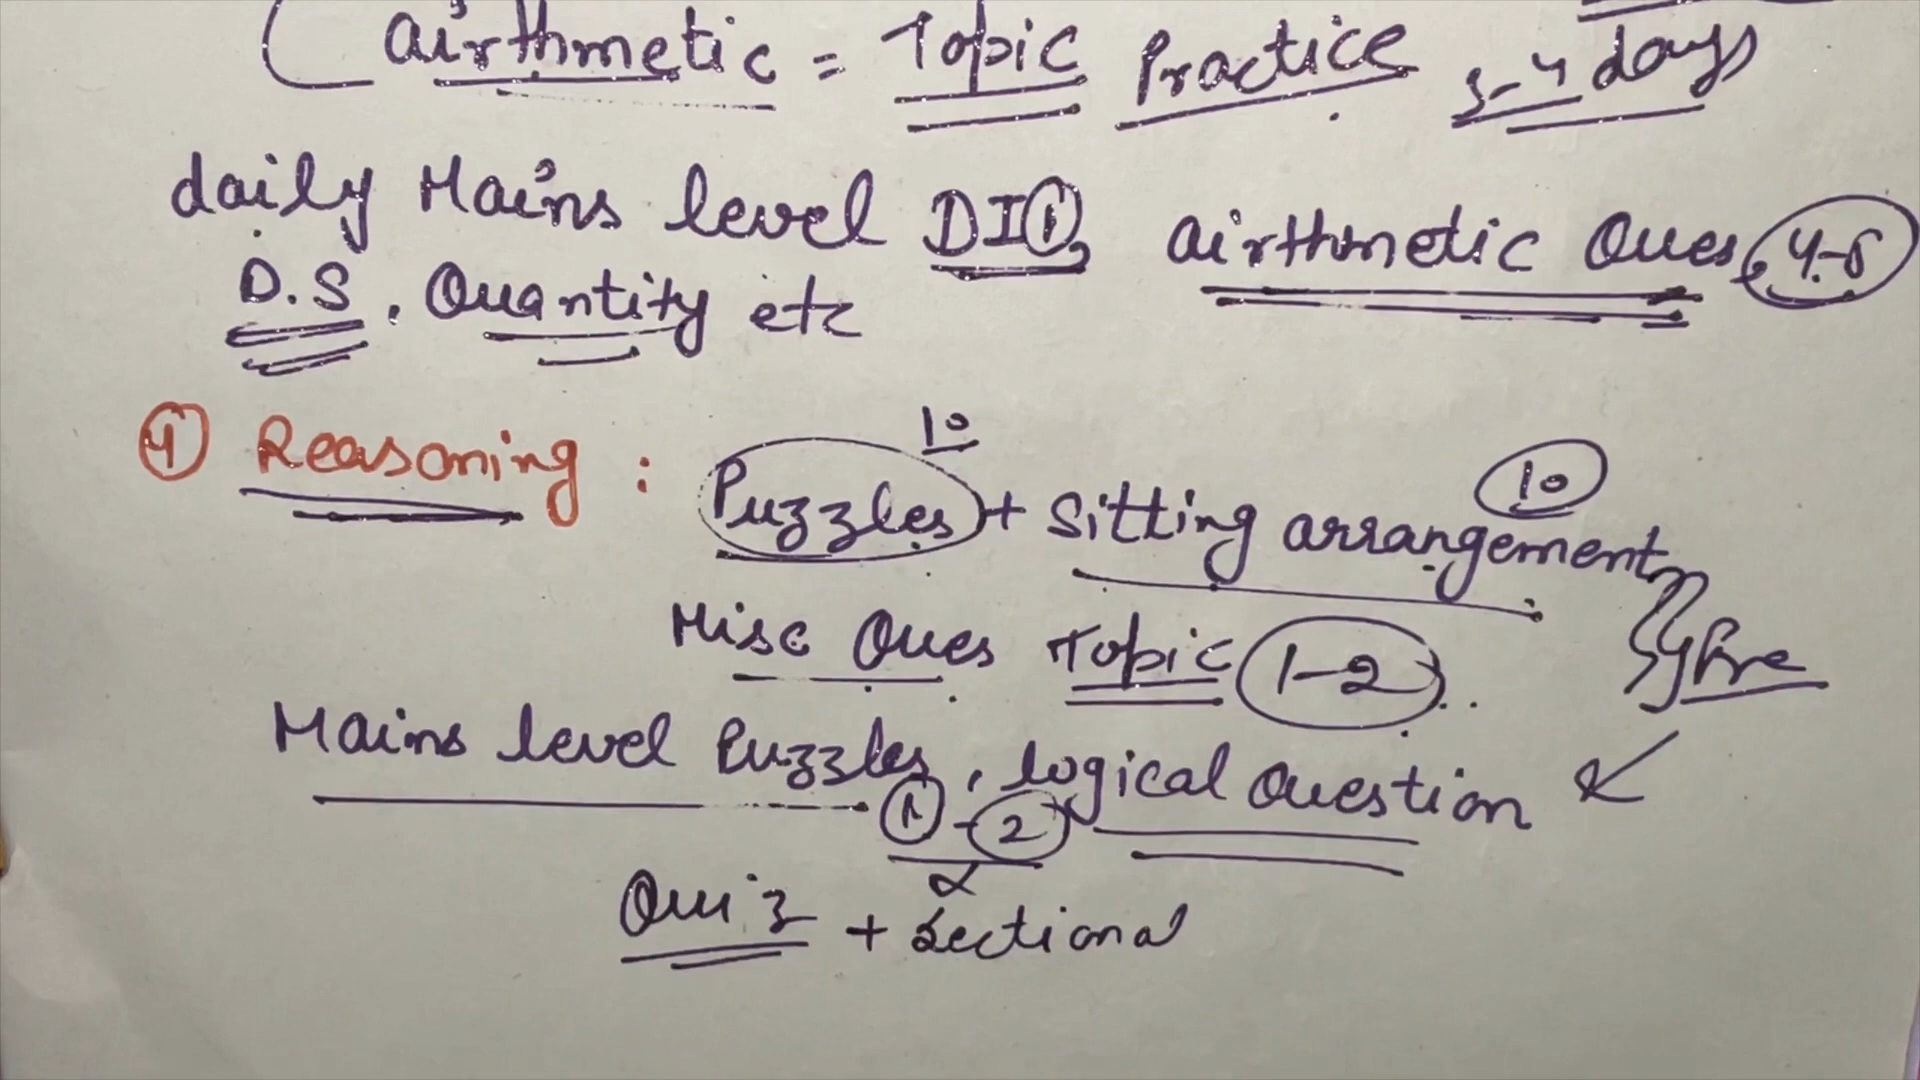 ( airthmetic = Topic Practice 3-4 days
daily Mains level DI 1, airthmetic Ques 4-5
D.S, Quantity etc
4 Reasoning : Puzzles 10 + Sitting arrangement 10
Misc Ques Topic 1-2 .. } Pre
Mains level Puzzles, logical Question
1 - 2
Quiz + Sectional